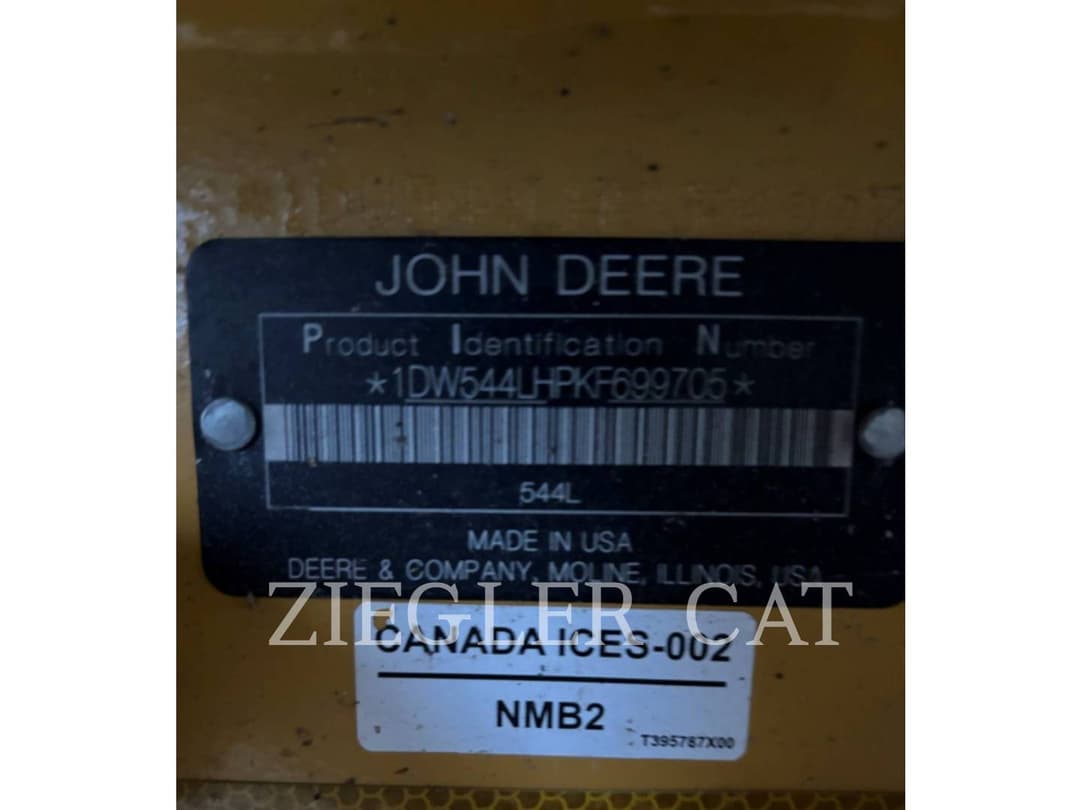 JOHN DEERE
Product Identification Number
*1DW544LHPKF699705*
544L
MADE IN USA
DEERE & COMPANY, MOLINE, ILLINOIS, USA
ZIEGLER CAT
CANADA ICES-002
NMB2
T395787X00